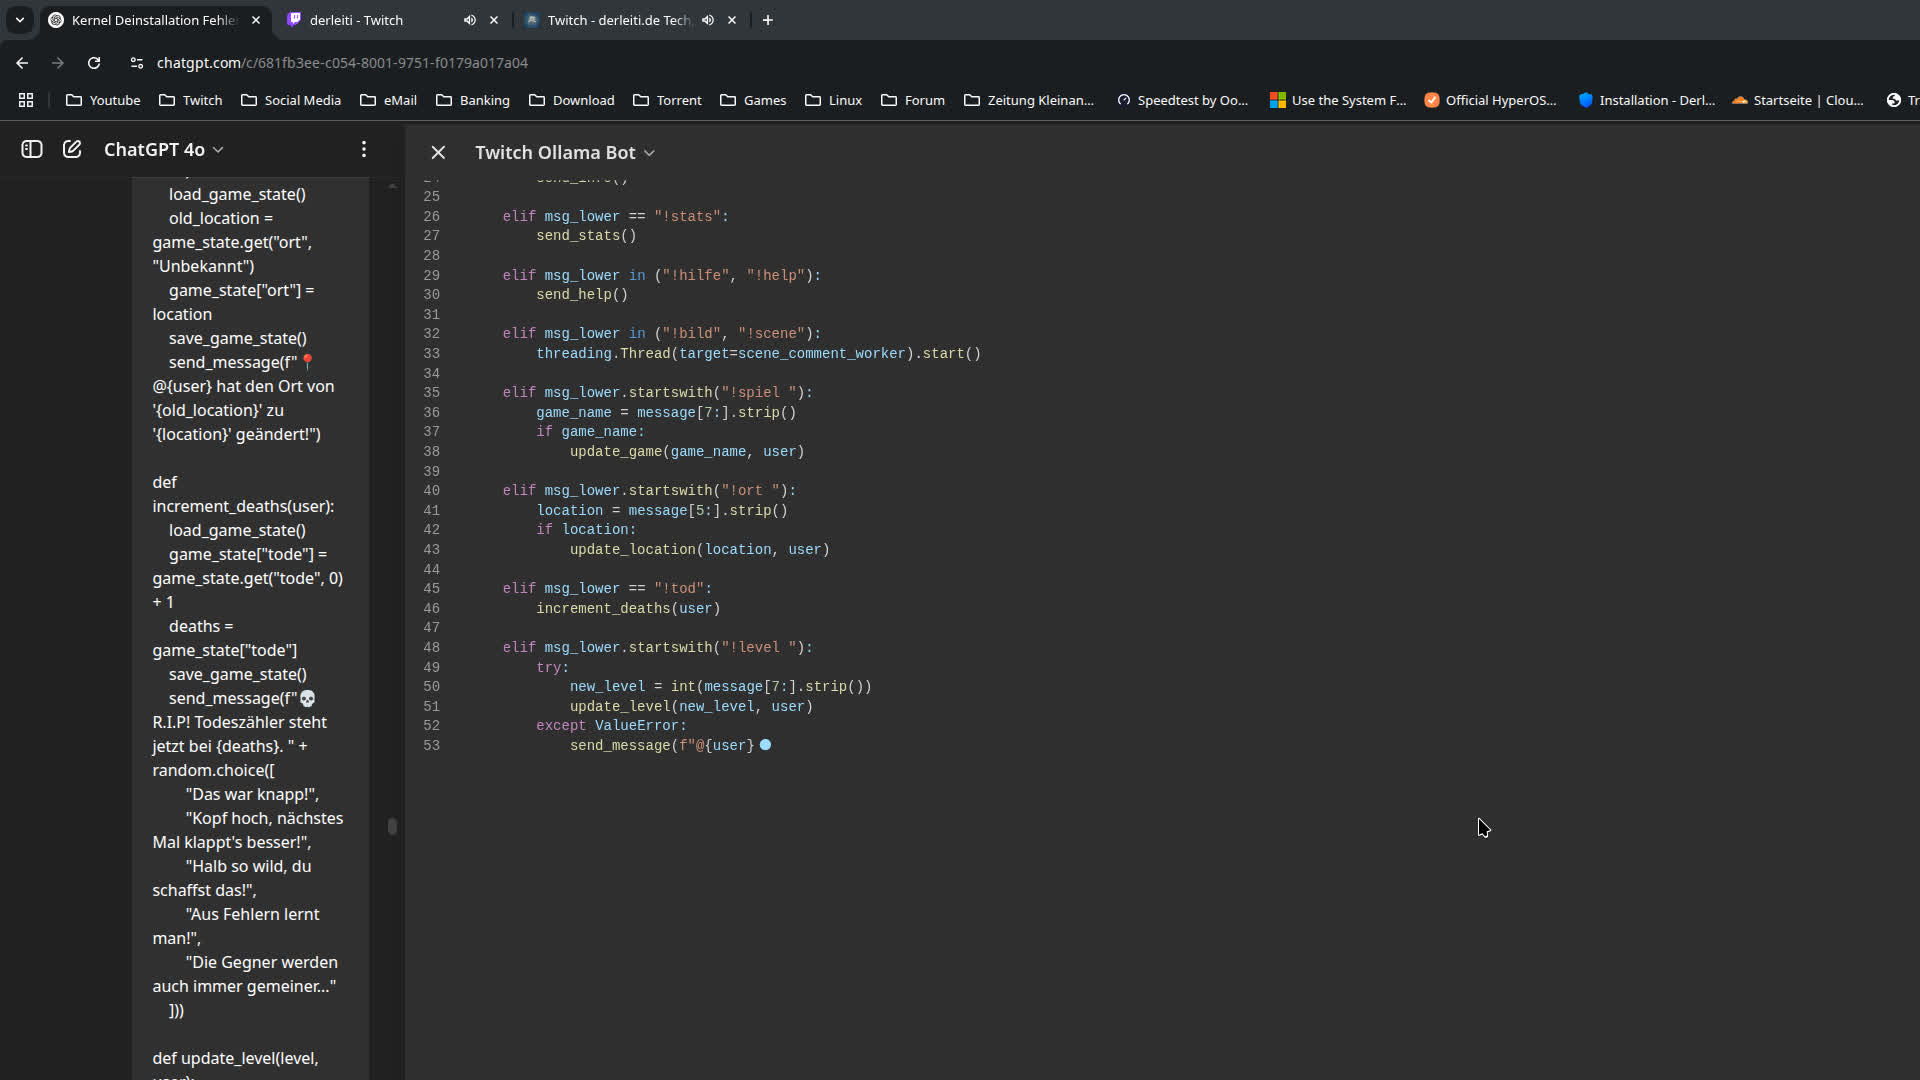 Kernel Deinstallation Fehle
derleiti - Twitch
Twitch - derleiti.de Tech
chatgpt.com/c/681fb3ee-c054-8001-9751-f0179a017a04
Youtube
Twitch
Social Media
eMail
Banking
Download
Torrent
Games
Linux
Forum
Zeitung Kleinan...
Speedtest by Oo...
Use the System F...
Official HyperOS...
Installation - Derl...
Startseite | Clou...
Tr
ChatGPT 4o
load_game_state()
old_location =
game_state.get("ort",
"Unbekannt")
game_state["ort"] =
location
save_game_state()
send_message(f"📍
@{user} hat den Ort von
'{old_location}' zu
'{location}' geändert!")
def
increment_deaths(user):
load_game_state()
game_state["tode"] =
game_state.get("tode", 0)
+ 1
deaths =
game_state["tode"]
save_game_state()
send_message(f"💀
R.I.P! Todeszähler steht
jetzt bei {deaths}. " +
random.choice([
"Das war knapp!",
"Kopf hoch, nächstes
Mal klappt's besser!",
"Halb so wild, du
schaffst das!",
"Aus Fehlern lernt
man!",
"Die Gegner werden
auch immer gemeiner..."
]))
def update_level(level,
user):
Twitch Ollama Bot
24 send_info()
25
26 elif msg_lower == "!stats":
27 send_stats()
28
29 elif msg_lower in ("!hilfe", "!help"):
30 send_help()
31
32 elif msg_lower in ("!bild", "!scene"):
33 threading.Thread(target=scene_comment_worker).start()
34
35 elif msg_lower.startswith("!spiel "):
36 game_name = message[7:].strip()
37 if game_name:
38 update_game(game_name, user)
39
40 elif msg_lower.startswith("!ort "):
41 location = message[5:].strip()
42 if location:
43 update_location(location, user)
44
45 elif msg_lower == "!tod":
46 increment_deaths(user)
47
48 elif msg_lower.startswith("!level "):
49 try:
50 new_level = int(message[7:].strip())
51 update_level(new_level, user)
52 except ValueError:
53 send_message(f"@{user}